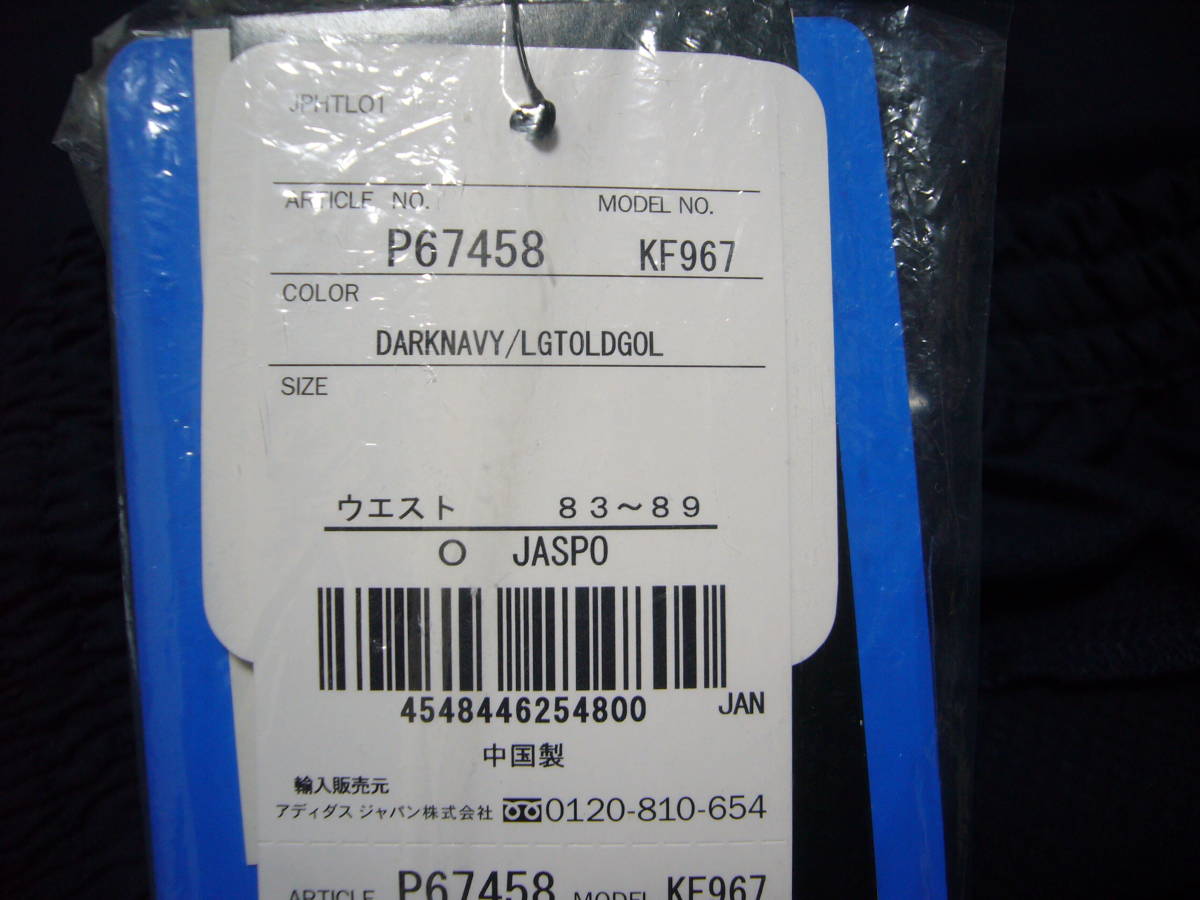 JPHTL01
ARTICLE NO. MODEL NO.
P67458 KF967
COLOR
DARKNAVY/LGTOLDGOL
SIZE
ウエスト 83〜89
O JASPO
4548446254800 JAN
中国製
輸入販売元
アディダス ジャパン株式会社 0120-810-654
ARTICLE P67458 MODEL KF967